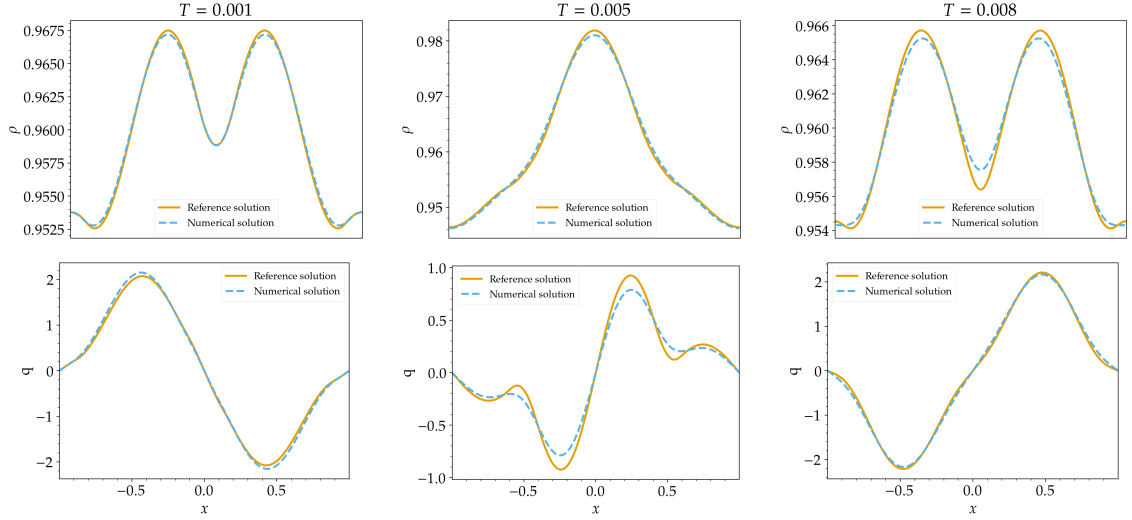 T = 0.001
0.9675
0.9650
0.9625
0.9600
0.9575
0.9550
0.9525
ρ
Reference solution
Numerical solution
T = 0.005
0.98
0.97
0.96
0.95
ρ
Reference solution
Numerical solution
T = 0.008
0.966
0.964
0.962
0.960
0.958
0.956
0.954
ρ
Reference solution
Numerical solution
2
1
0
−1
−2
q
Reference solution
Numerical solution
−0.5
0.0
0.5
x
1.0
0.5
0.0
−0.5
−1.0
q
Reference solution
Numerical solution
−0.5
0.0
0.5
x
2
1
0
−1
−2
q
Reference solution
Numerical solution
−0.5
0.0
0.5
x